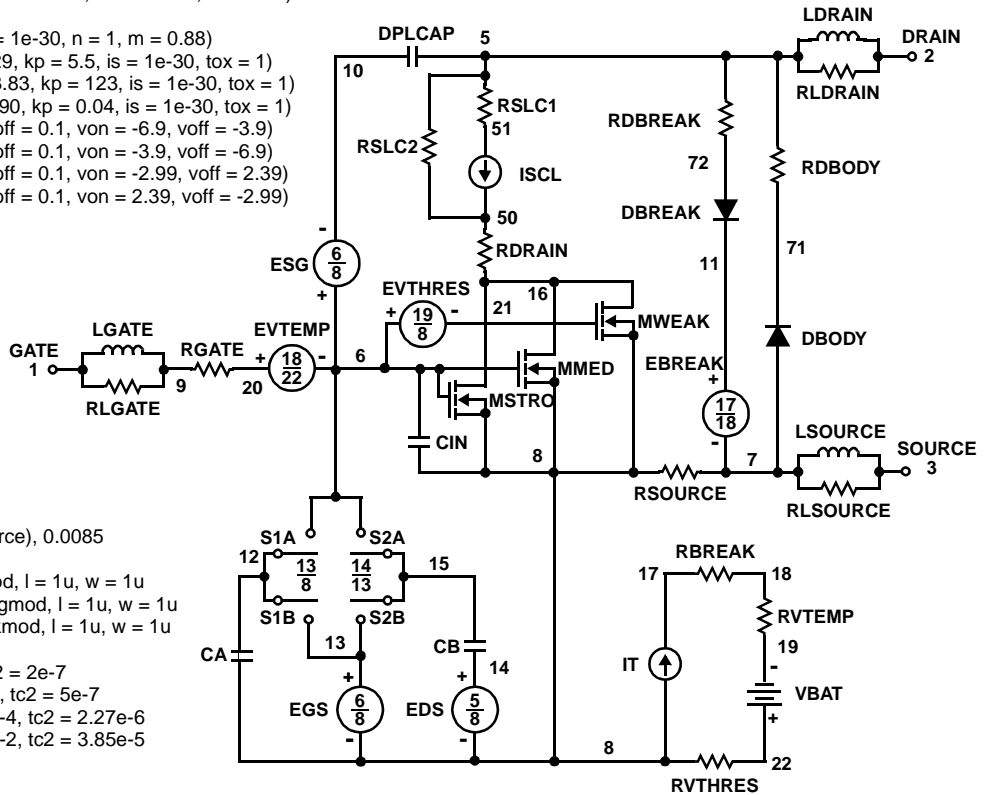 = 1e-30, n = 1, m = 0.88)
kp = 5.5, is = 1e-30, tox = 1)
kp = 123, is = 1e-30, tox = 1)
90, kp = 0.04, is = 1e-30, tox = 1)
off = 0.1, von = -6.9, voff = -3.9)
off = 0.1, von = -3.9, voff = -6.9)
off = 0.1, von = -2.99, voff = 2.39)
off = 0.1, von = 2.39, voff = -2.99)
LDRAIN
DPLCAP 5 DRAIN
10 2
RLDRAIN
RSLC1
51
RSLC2
ISCL
RDBREAK
72
RDBODY
DBREAK
50
71
RDRAIN
11
ESG 6 8
- +
EVTHRES
+ 19 8 -
21
16
MWEAK
LGATE
GATE
1
RLGATE
9
RGATE
20
EVTEMP
+ 18 22 -
6
MMED
MSTRO
DBODY
EBREAK
+ 17 18 -
CIN
8
RSOURCE
7
LSOURCE
SOURCE
3
RLSOURCE
rce), 0.0085
od, l = 1u, w = 1u
gmod, l = 1u, w = 1u
kmod, l = 1u, w = 1u
2 = 2e-7
, tc2 = 5e-7
-4, tc2 = 2.27e-6
-2, tc2 = 3.85e-5
S1A S2A
12 13 8 14 13 15
S1B S2B
13
CA
CB
14
EGS + 6 8 -
EDS + 5 8 -
8
RBREAK
17 18
RVTEMP
19
IT
-
VBAT
+
22
RVTHRES